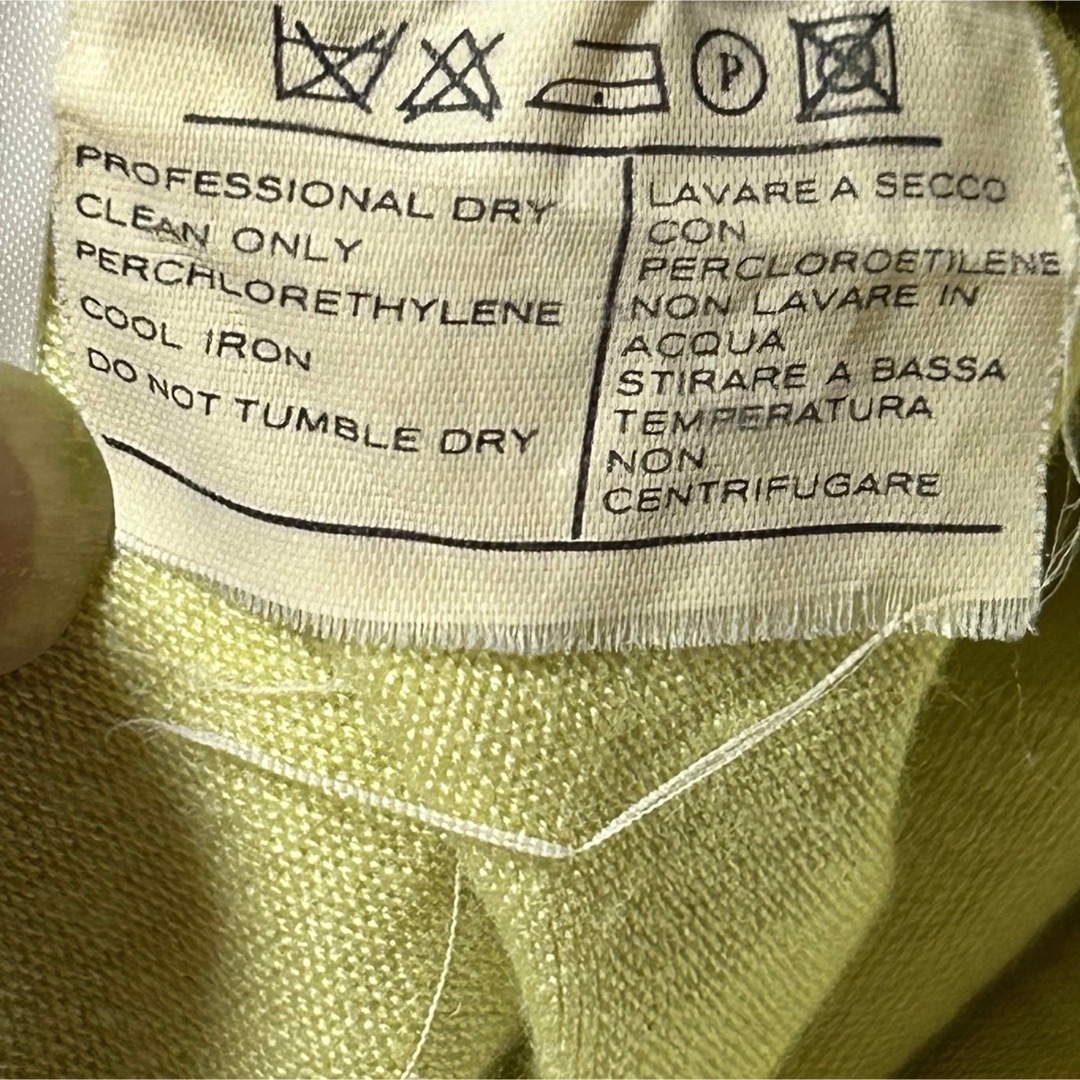 P
PROFESSIONAL DRY
CLEAN ONLY
PERCHLORETHYLENE
COOL IRON
DO NOT TUMBLE DRY
LAVARE A SECCO
CON
PERCLOROETILENE
NON LAVARE IN
ACQUA
STIRARE A BASSA
TEMPERATURA
NON
CENTRIFUGARE